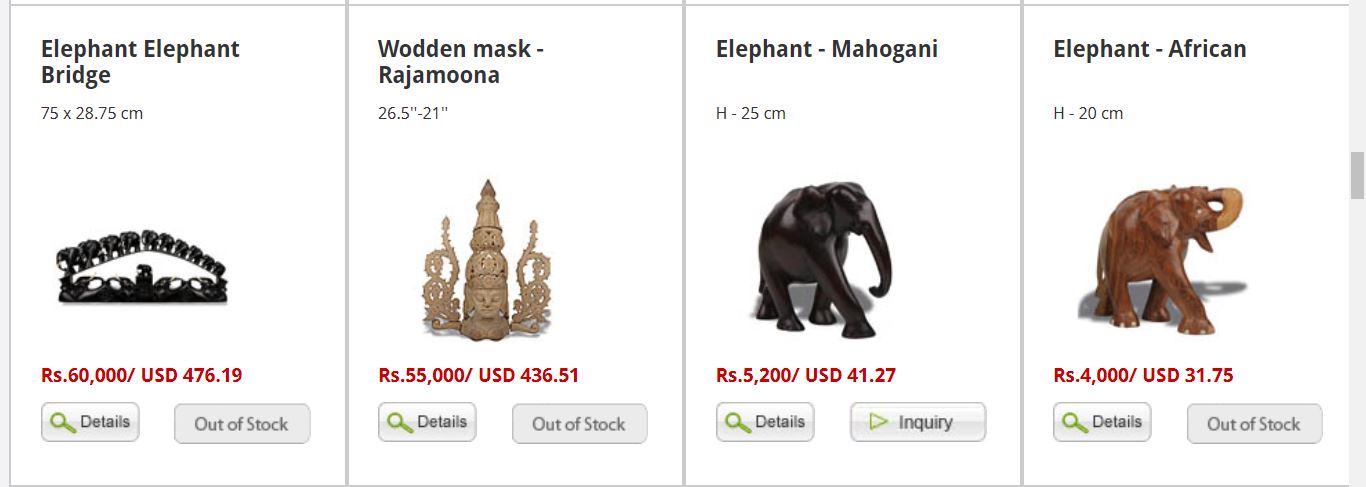 Elephant Elephant
Bridge
75 x 28.75 cm
Rs.60,000/ USD 476.19
Details
Out of Stock
Wodden mask -
Rajamoona
26.5''-21''
Rs.55,000/ USD 436.51
Details
Out of Stock
Elephant - Mahogani
H - 25 cm
Rs.5,200/ USD 41.27
Details
Inquiry
Elephant - African
H - 20 cm
Rs.4,000/ USD 31.75
Details
Out of Stock